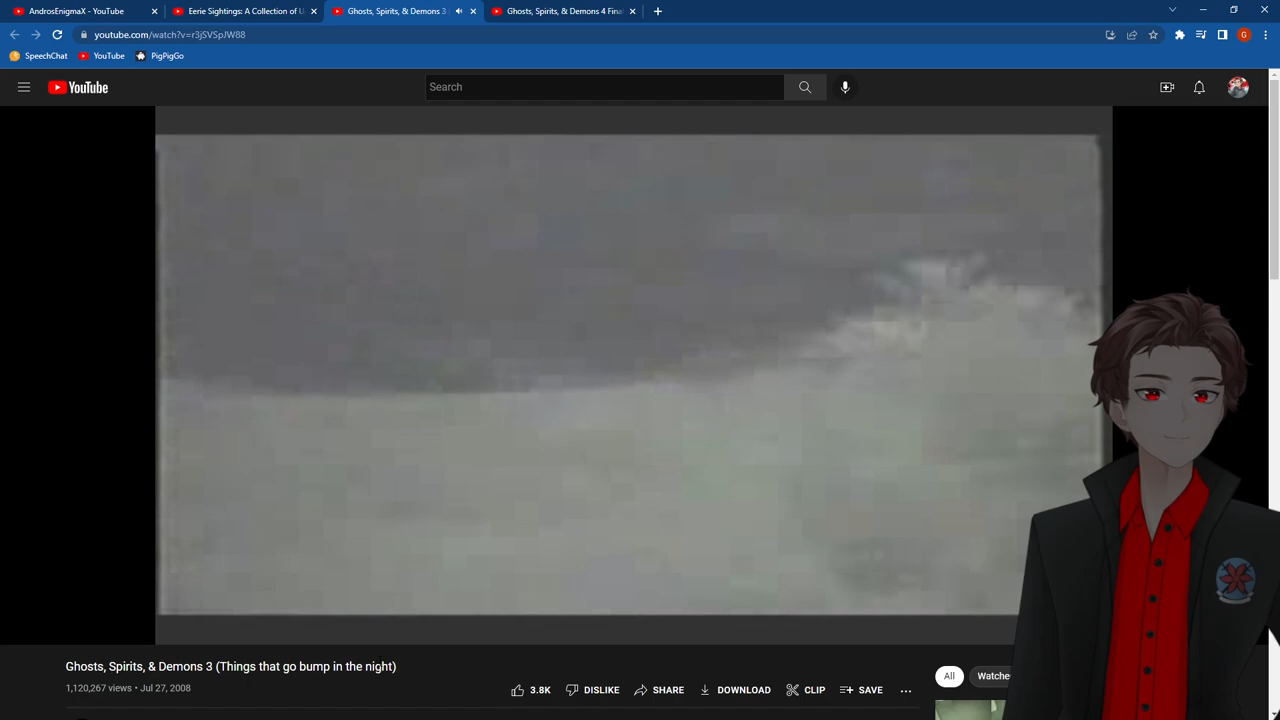 AndrosEnigmaX - YouTube
Eerie Sightings: A Collection of U
Ghosts, Spirits, & Demons 3
Ghosts, Spirits, & Demons 4 Fina
youtube.com/watch?v=r3jSVSpJW88
G
SpeechChat
YouTube
PigPigGo
YouTube
Search
Ghosts, Spirits, & Demons 3 (Things that go bump in the night)
1,120,267 views • Jul 27, 2008
3.8K
DISLIKE
SHARE
DOWNLOAD
CLIP
SAVE
All
Watche